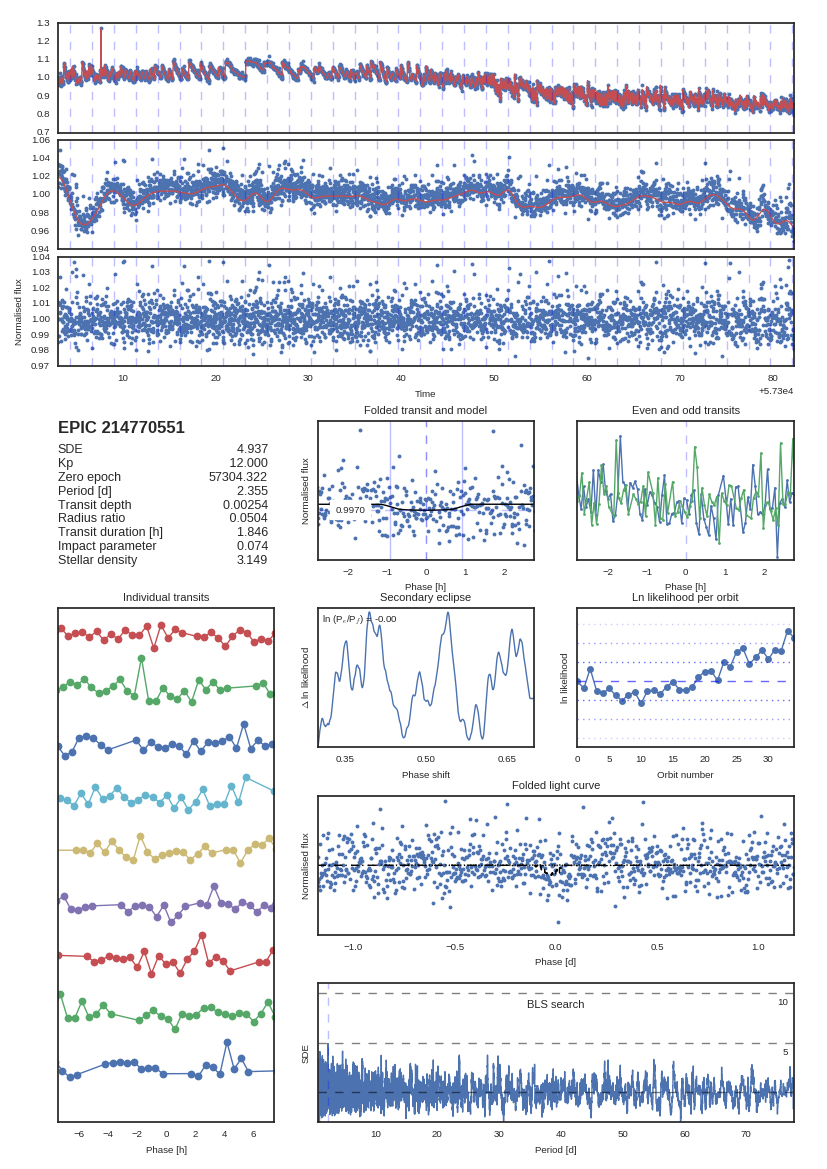 1.3
1.2
1.1
1.0
0.9
0.8
0.7
1.06
1.04
1.02
1.00
0.98
0.96
0.94
1.04
1.03
1.02
1.01
1.00
0.99
0.98
0.97
Normalised flux
10 20 30 40 50 60 70 80
Time
+5.73e4
EPIC 214770551
SDE 4.937
Kp 12.000
Zero epoch 57304.322
Period [d] 2.355
Transit depth 0.00254
Radius ratio 0.0504
Transit duration [h] 1.846
Impact parameter 0.074
Stellar density 3.149
Folded transit and model
Normalised flux
0.9970
−2 −1 0 1 2
Phase [h]
Even and odd transits
−2 −1 0 1 2
Phase [h]
Individual transits
−6 −4 −2 0 2 4 6
Phase [h]
Secondary eclipse
ln (Pₑ/P𝑓) = -0.00
Δ ln likelihood
0.35 0.50 0.65
Phase shift
Ln likelihood per orbit
ln likelihood
0 5 10 15 20 25 30
Orbit number
Folded light curve
Normalised flux
−1.0 −0.5 0.0 0.5 1.0
Phase [d]
BLS search
10
5
SDE
10 20 30 40 50 60 70
Period [d]